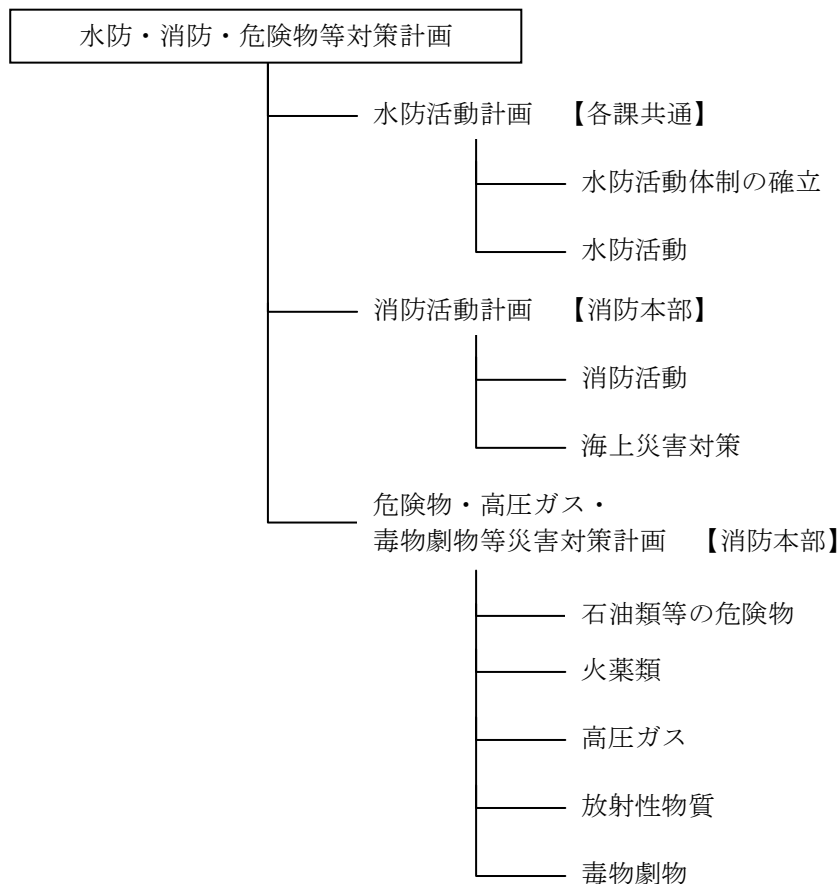 水防・消防・危険物等対策計画
水防活動計画　【各課共通】
水防活動体制の確立
水防活動
消防活動計画　【消防本部】
消防活動
海上災害対策
危険物・高圧ガス・
毒物劇物等災害対策計画　【消防本部】
石油類等の危険物
火薬類
高圧ガス
放射性物質
毒物劇物